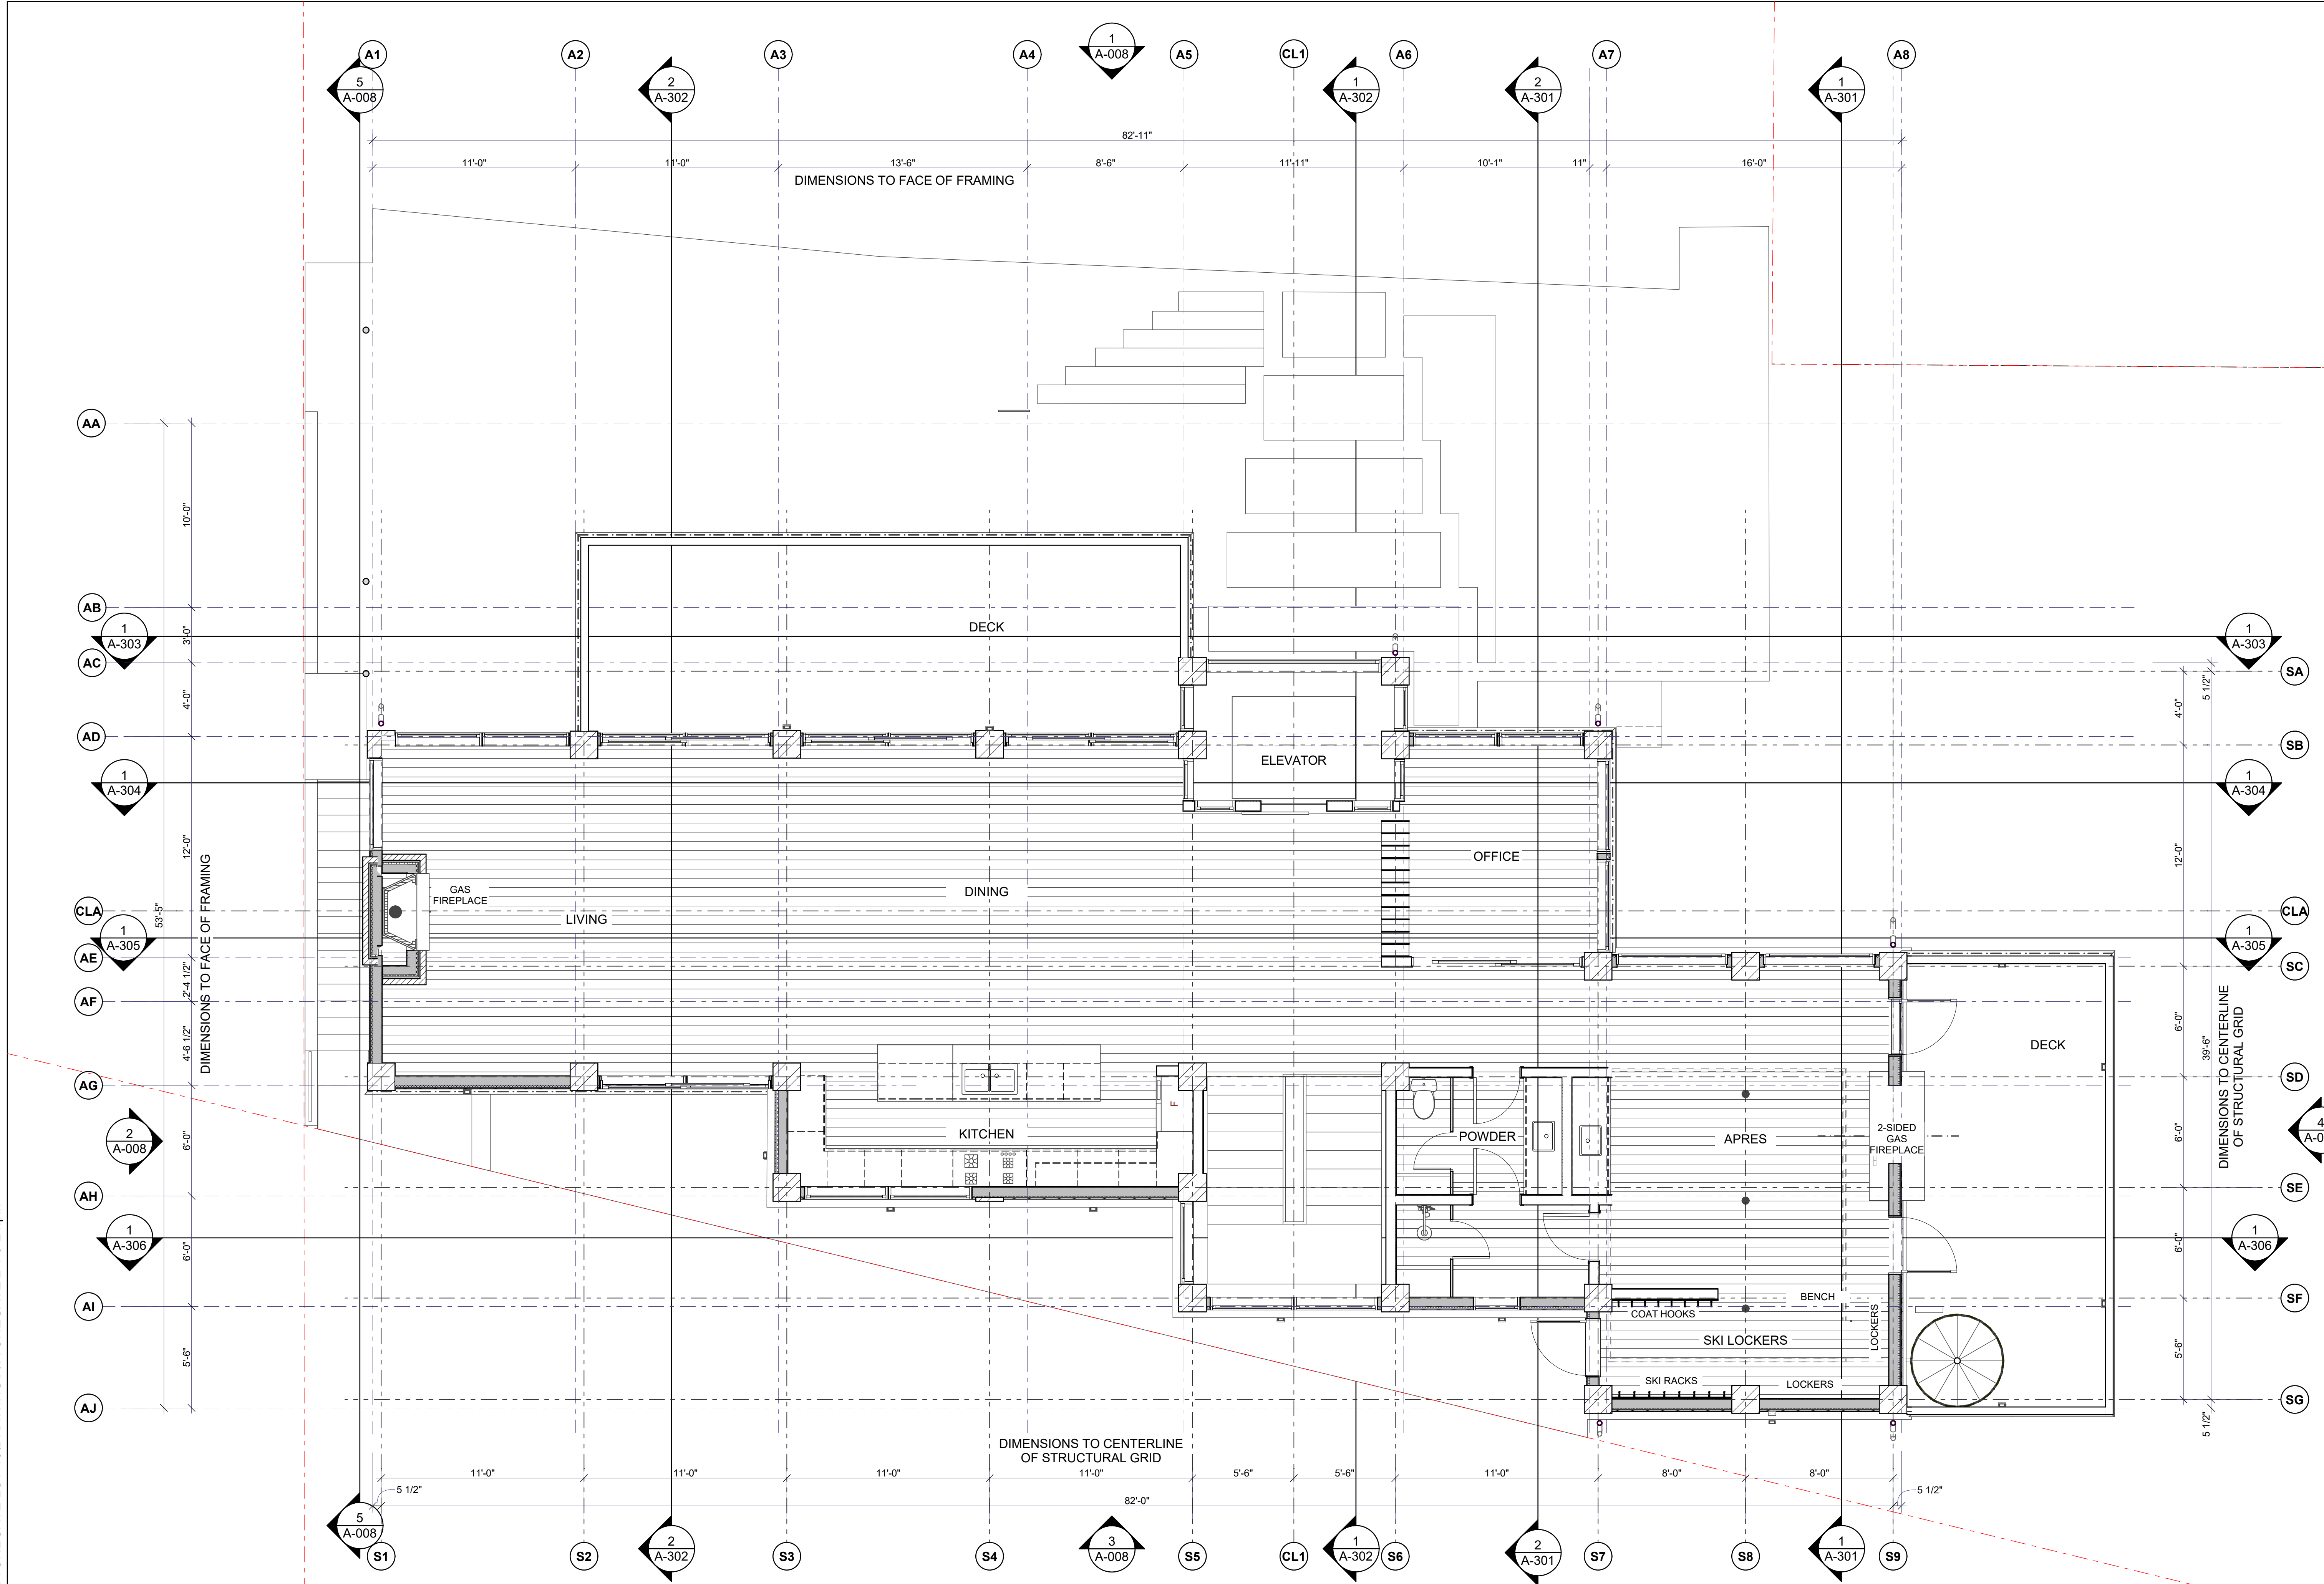 A1
A2
A3
A4
1
A-008
A5
CL1
A6
A7
A8
5
A-008
2
A-302
1
A-302
2
A-301
1
A-301
82'-11"
11'-0"
11'-0"
13'-6"
8'-6"
11'-11"
10'-1"
11"
16'-0"
DIMENSIONS TO FACE OF FRAMING
AA
10'-0"
AB
1
A-303
3'-0"
DECK
1
A-303
AC
SA
5 1/2"
4'-0"
4'-0"
AD
SB
ELEVATOR
1
A-304
1
A-304
12'-0"
12'-0"
OFFICE
DIMENSIONS TO FACE OF FRAMING
53'-5"
GAS
FIREPLACE
DINING
LIVING
CLA
CLA
1
A-305
1
A-305
AE
SC
2'-4 1/2"
AF
6'-0"
4'-6 1/2"
39'-6"
DIMENSIONS TO CENTERLINE
OF STRUCTURAL GRID
DECK
AG
SD
F
2
A-008
6'-0"
KITCHEN
POWDER
APRES
2-SIDED
GAS
FIREPLACE
6'-0"
4
AH
SE
1
A-306
6'-0"
6'-0"
1
A-306
AI
BENCH
SF
COAT HOOKS
LOCKERS
SKI LOCKERS
5'-6"
5'-6"
SKI RACKS
LOCKERS
AJ
SG
5 1/2"
DIMENSIONS TO CENTERLINE
OF STRUCTURAL GRID
11'-0"
11'-0"
11'-0"
11'-0"
5'-6"
5'-6"
11'-0"
8'-0"
8'-0"
5 1/2"
82'-0"
5 1/2"
5
A-008
2
A-302
3
A-008
1
A-302
2
A-301
1
A-301
S1
S2
S3
S4
S5
CL1
S6
S7
S8
S9